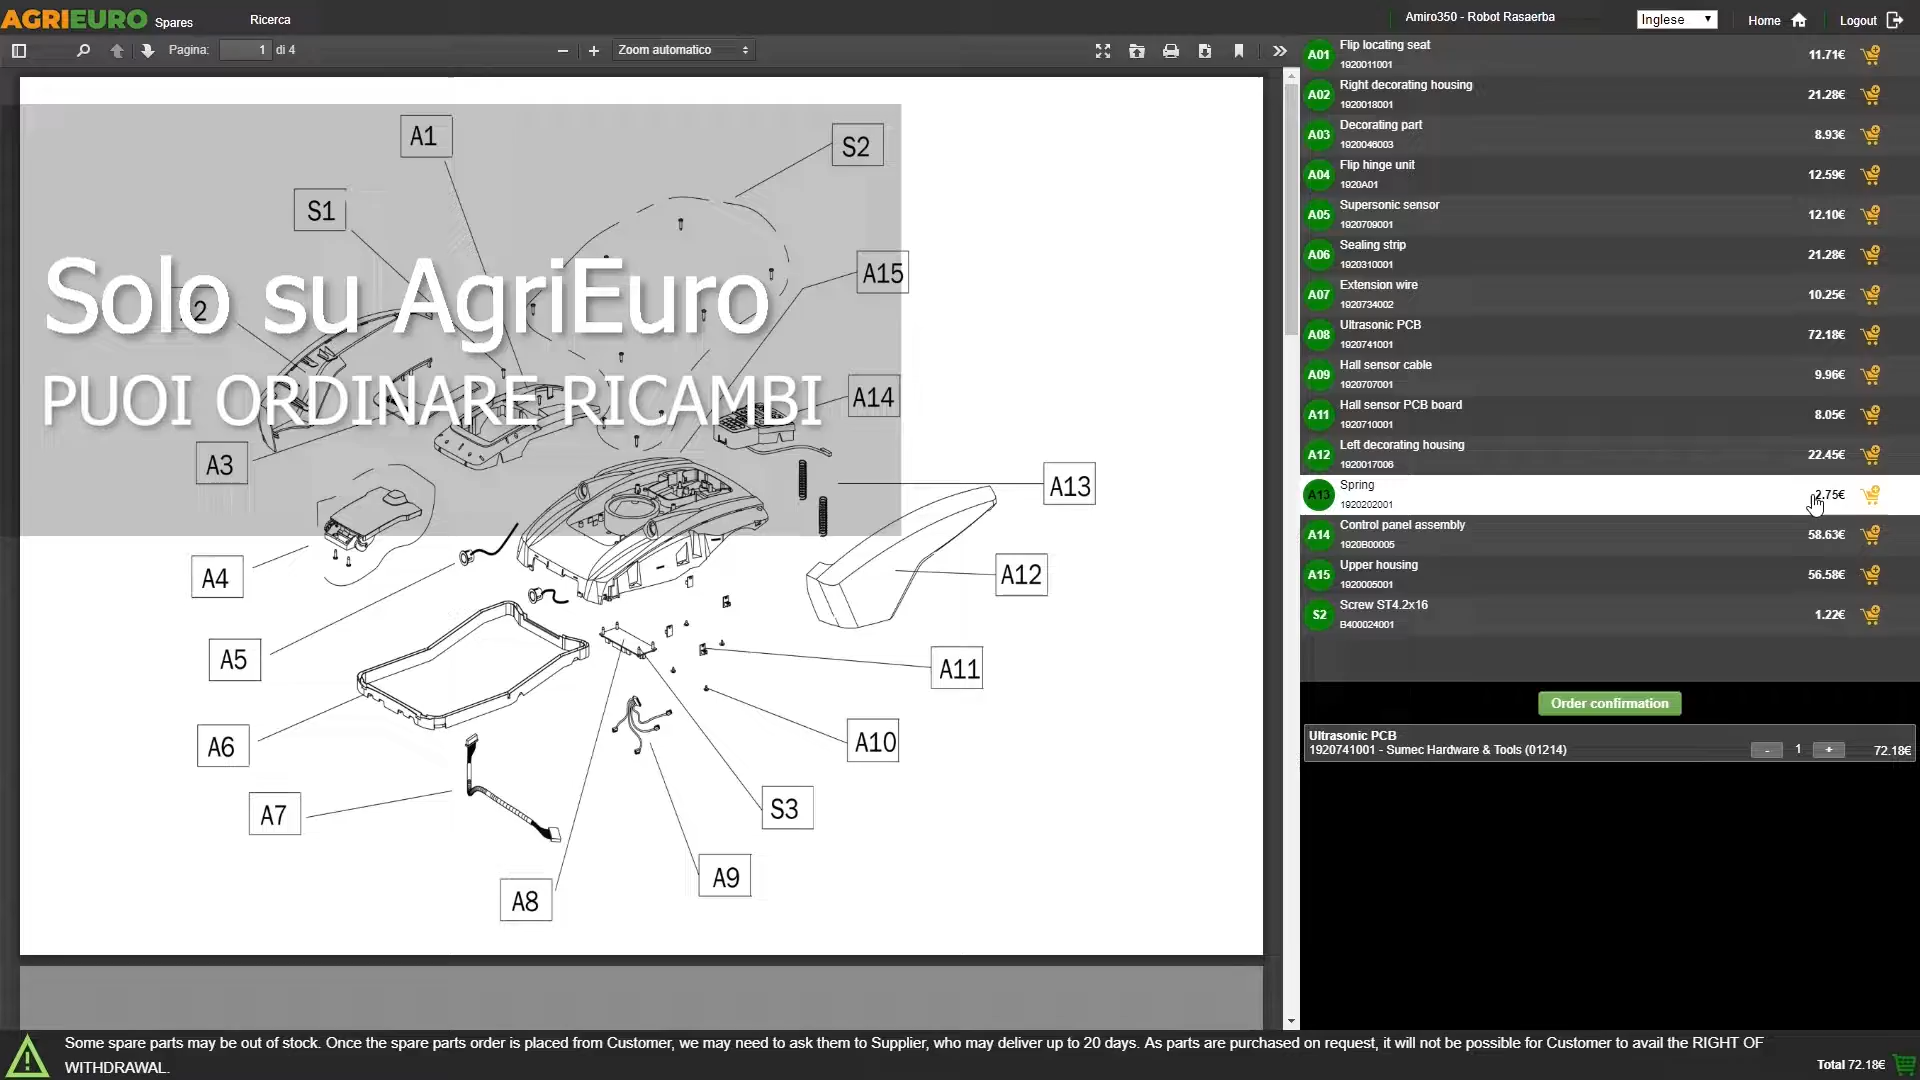 AGRIEURO Spares
Ricerca
Amiro350 - Robot Rasaerba
Inglese
Home
Logout
Pagina:
1
di 4
Zoom automatico
A1
S2
S1
A15
2
Solo su AgriEuro
PUOI ORDINARE RICAMBI
A14
A3
A13
A4
A12
A5
A11
A6
A10
A7
S3
A9
A8
A01
Flip locating seat
1920011001
11.71€
A02
Right decorating housing
1920018001
21.28€
A03
Decorating part
1920046003
8.93€
A04
Flip hinge unit
1920A01
12.59€
A05
Supersonic sensor
1920709001
12.10€
A06
Sealing strip
1920310001
21.28€
A07
Extension wire
1920734002
10.25€
A08
Ultrasonic PCB
1920741001
72.18€
A09
Hall sensor cable
1920707001
9.96€
A11
Hall sensor PCB board
1920710001
8.05€
A12
Left decorating housing
1920017006
22.45€
A13
Spring
1920202001
2.75€
A14
Control panel assembly
1920B00005
58.63€
A15
Upper housing
1920005001
56.58€
S2
Screw ST4.2x16
B400024001
1.22€
Order confirmation
Ultrasonic PCB
1920741001 - Sumec Hardware & Tools (01214)
- 1 +
72.18€
Some spare parts may be out of stock. Once the spare parts order is placed from Customer, we may need to ask them to Supplier, who may deliver up to 20 days. As parts are purchased on request, it will not be possible for Customer to avail the RIGHT OF
WITHDRAWAL.
Total 72.18€